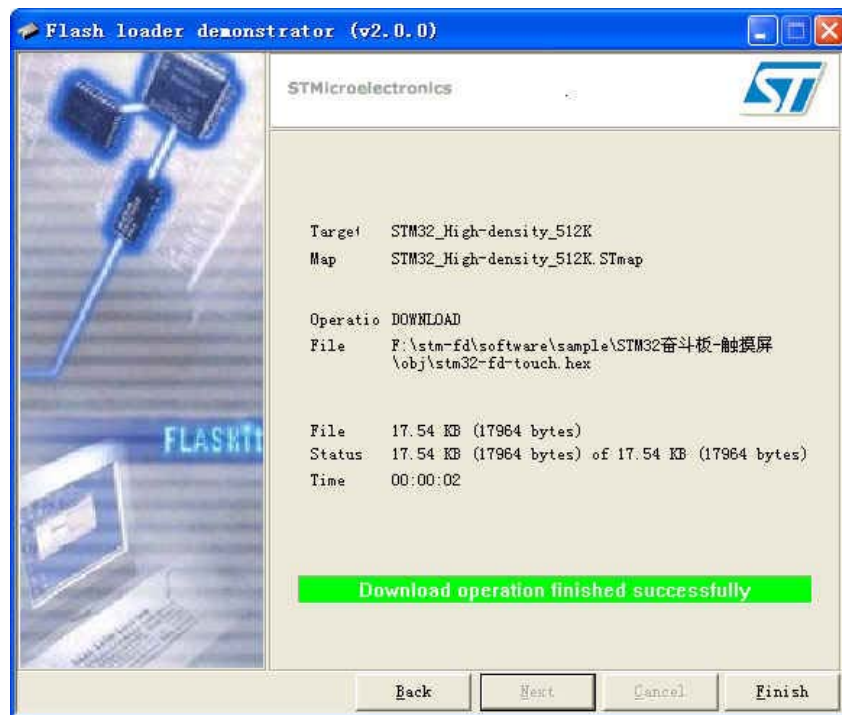 Flash loader demonstrator (v2.0.0)
STMicroelectronics
ST
Target STM32_High-density_512K
Map STM32_High-density_512K.STmap
Operatio DOWNLOAD
File F:\stm-fd\software\sample\STM32奋斗板-触摸屏
\obj\stm32-fd-touch.hex
File 17.54 KB (17964 bytes)
Status 17.54 KB (17964 bytes) of 17.54 KB (17964 bytes)
Time 00:00:02
FLASHit
Download operation finished successfully
Back Next Cancel Finish